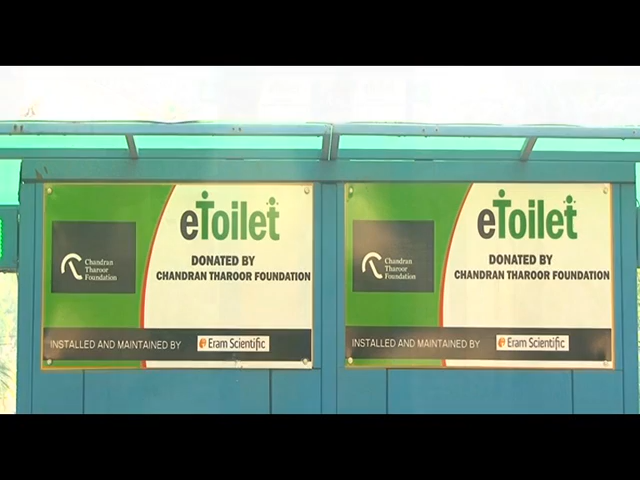 eToilet
DONATED BY
CHANDRAN THAROOR FOUNDATION
Chandran
Tharoor
Foundation
INSTALLED AND MAINTAINED BY Eram Scientific
eToilet
DONATED BY
CHANDRAN THAROOR FOUNDATION
Chandran
Tharoor
Foundation
INSTALLED AND MAINTAINED BY Eram Scientific